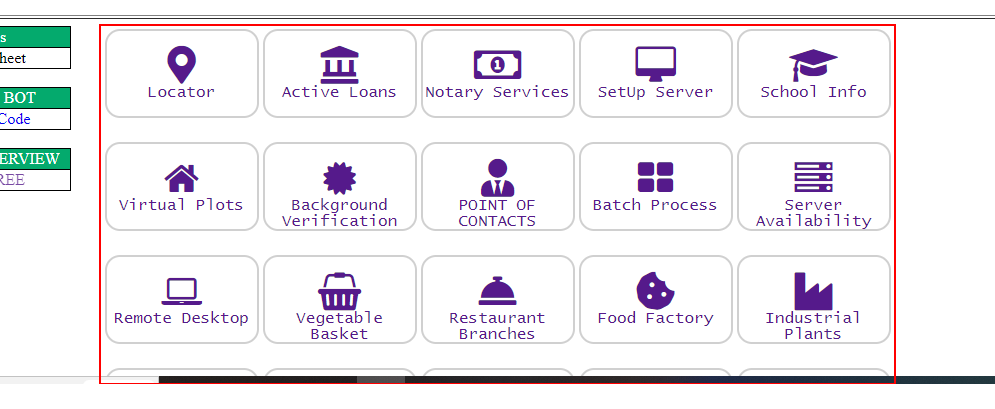 s
heet
BOT
Code
ERVIEW
REE
Locator
Active Loans
Notary Services
SetUp Server
School Info
Virtual Plots
Background
Verification
POINT OF
CONTACTS
Batch Process
Server
Availability
Remote Desktop
Vegetable
Basket
Restaurant
Branches
Food Factory
Industrial
Plants